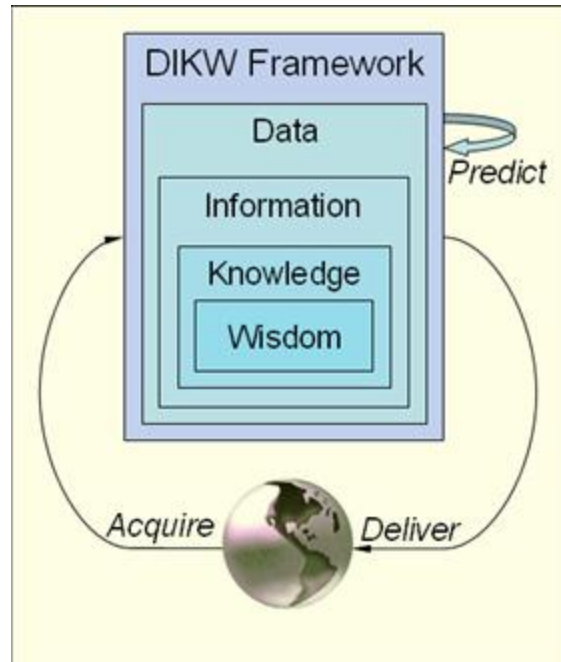 DIKW Framework
Data
Predict
Information
Knowledge
Wisdom
Acquire
Deliver